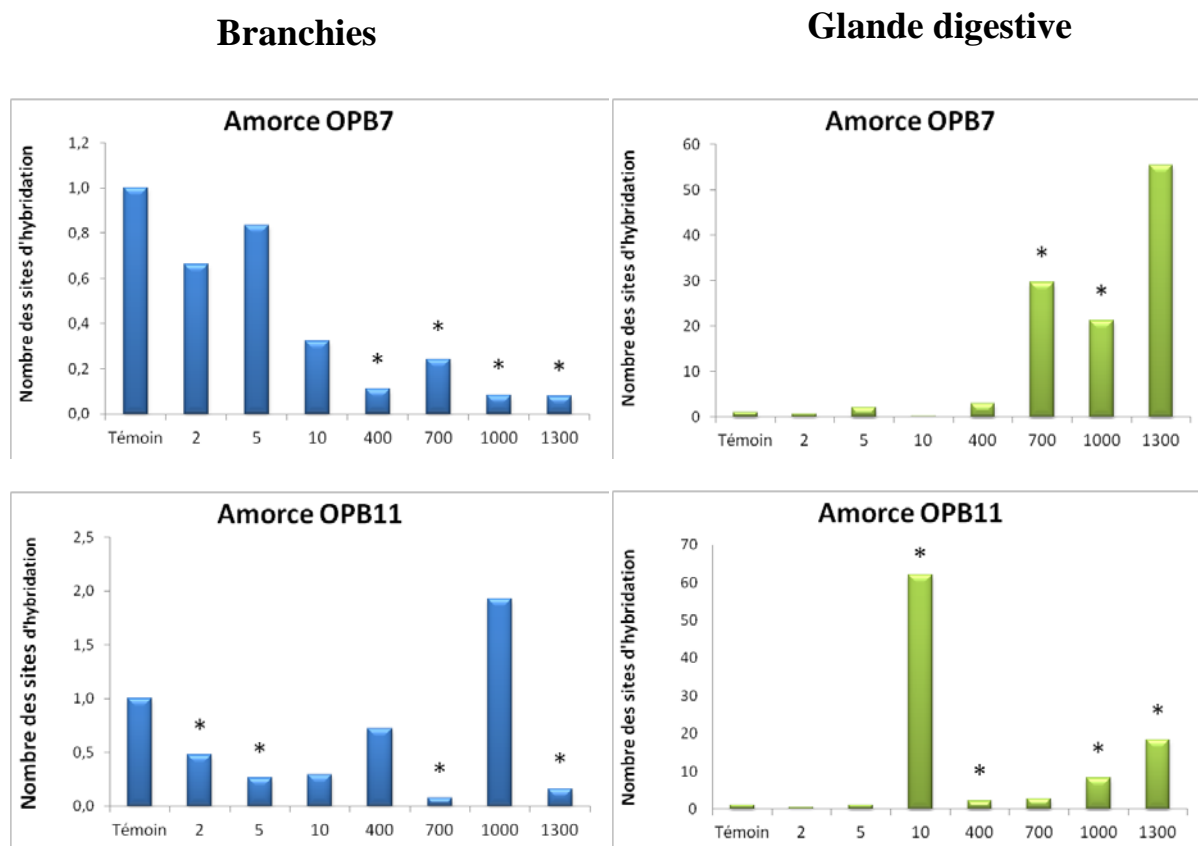 Branchies
Glande digestive
Amorce OPB7
Nombre des sites d'hybridation
1,2
1,0
0,8
0,6
0,4
0,2
0,0
* * * *
Témoin 2 5 10 400 700 1000 1300
Amorce OPB7
Nombre des sites d'hybridation
60
50
40
30
20
10
0
* *
Témoin 2 5 10 400 700 1000 1300
Amorce OPB11
Nombre des sites d'hybridation
2,5
2,0
1,5
1,0
0,5
0,0
* * * *
Témoin 2 5 10 400 700 1000 1300
Amorce OPB11
Nombre des sites d'hybridation
70
60
50
40
30
20
10
0
* * * *
Témoin 2 5 10 400 700 1000 1300